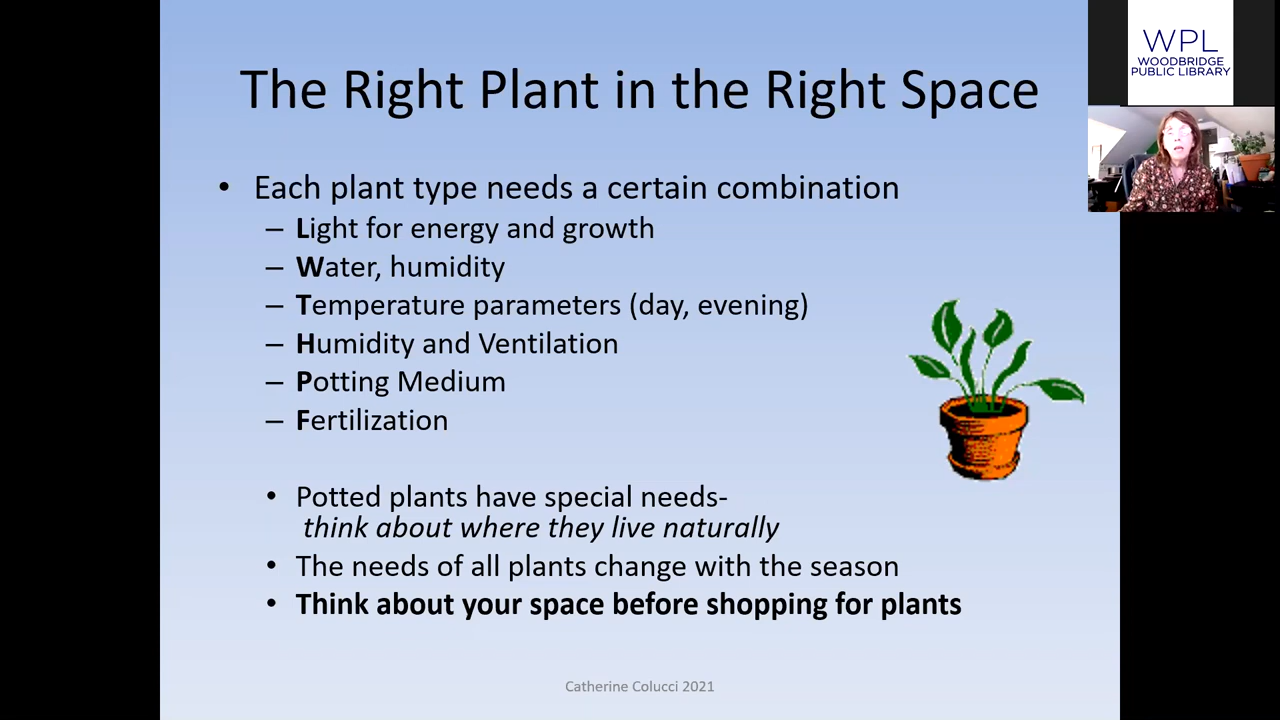 The Right Plant in the Right Space
• Each plant type needs a certain combination
– Light for energy and growth
– Water, humidity
– Temperature parameters (day, evening)
– Humidity and Ventilation
– Potting Medium
– Fertilization
• Potted plants have special needs-
think about where they live naturally
• The needs of all plants change with the season
• Think about your space before shopping for plants
Catherine Colucci 2021
WPL
WOODBRIDGE
PUBLIC LIBRARY